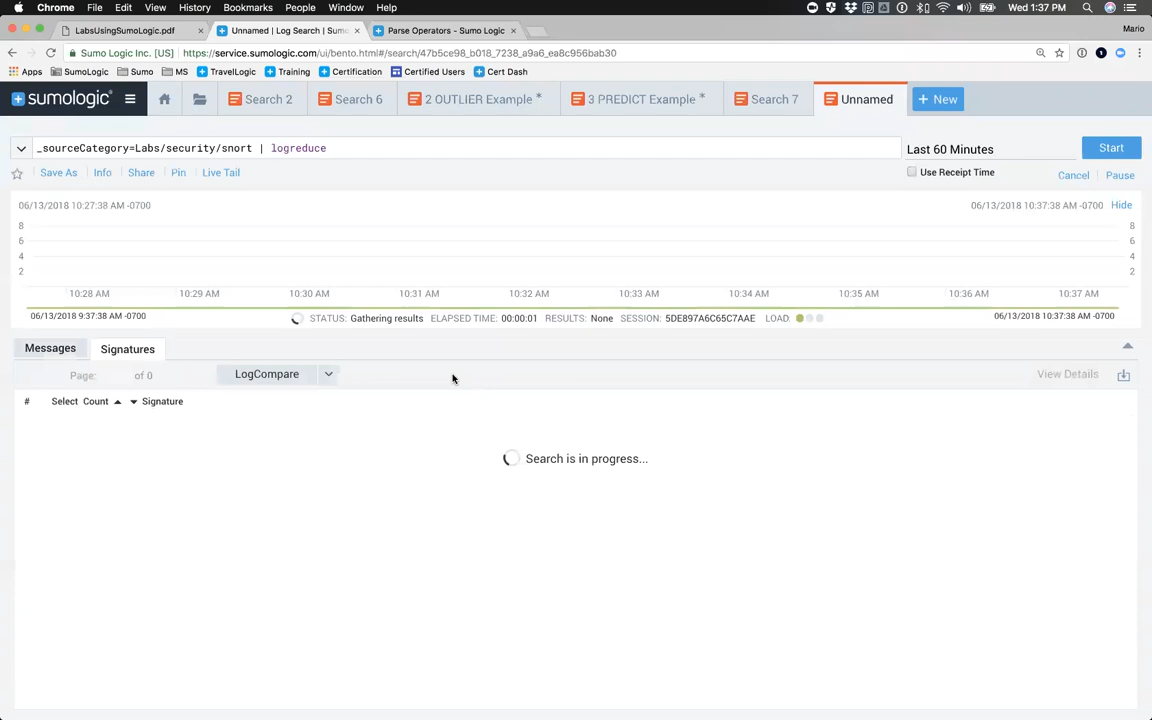 Chrome File Edit View History Bookmarks People Window Help Wed 1:37 PM
LabsUsingSumoLogic.pdf × Unnamed | Log Search | Sum × Parse Operators - Sumo Logic × Mario
Sumo Logic Inc. [US] https://service.sumologic.com/ui/bento.html#/search/47b5ce98_b018_7238_a9a6_ea8c956bab30
Apps SumoLogic Sumo MS TravelLogic Training Certification Certified Users Cert Dash
sumologic Search 2 Search 6 2 OUTLIER Example * 3 PREDICT Example * Search 7 Unnamed + New
_sourceCategory=Labs/security/snort | logreduce Last 60 Minutes Start
Save As Info Share Pin Live Tail Use Receipt Time Cancel Pause
06/13/2018 10:27:38 AM -0700 06/13/2018 10:37:38 AM -0700 Hide
8 8
6 6
4 4
2 2
10:28 AM 10:29 AM 10:30 AM 10:31 AM 10:32 AM 10:33 AM 10:34 AM 10:35 AM 10:36 AM 10:37 AM
06/13/2018 9:37:38 AM -0700 STATUS: Gathering results ELAPSED TIME: 00:00:01 RESULTS: None SESSION: 5DE897A6C65C7AAE LOAD: 06/13/2018 10:37:38 AM -0700
Messages Signatures
Page: of 0 LogCompare View Details
# Select Count Signature
Search is in progress...